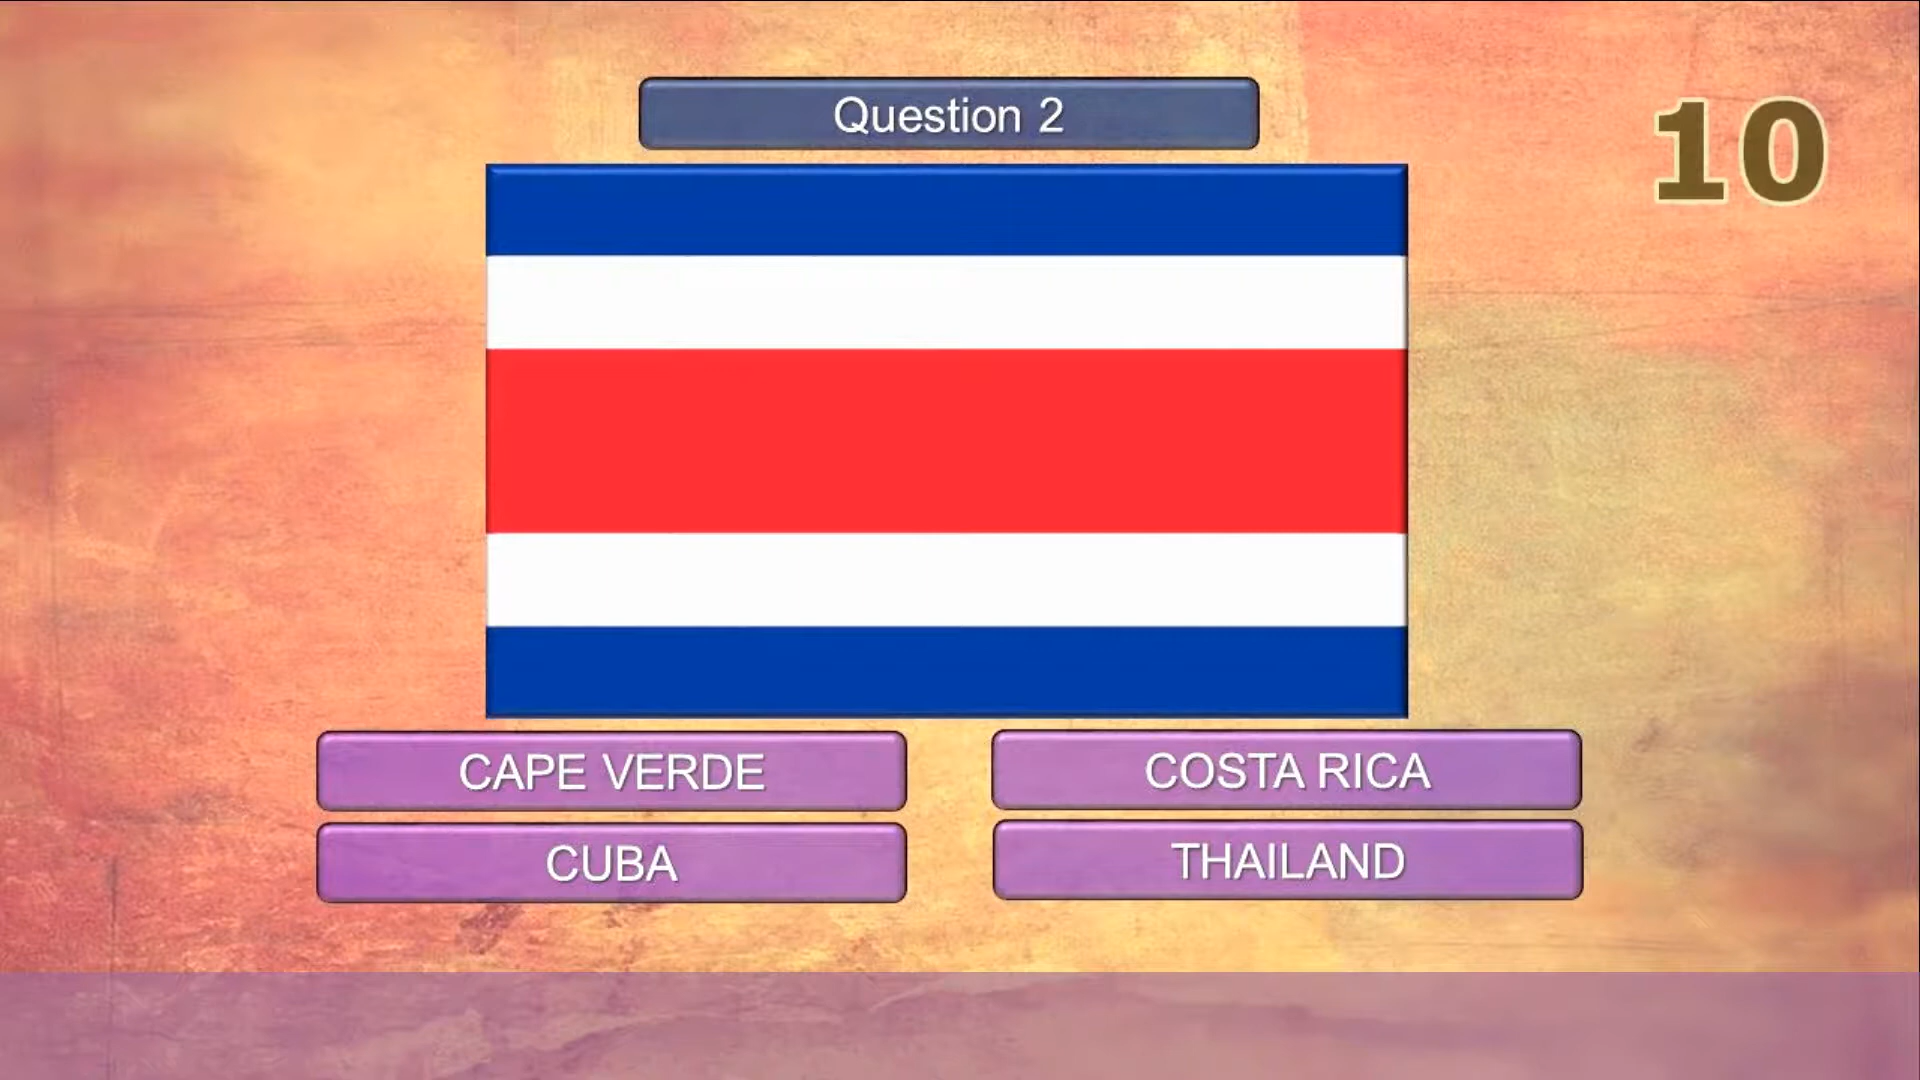 Question 2
10
CAPE VERDE
COSTA RICA
CUBA
THAILAND